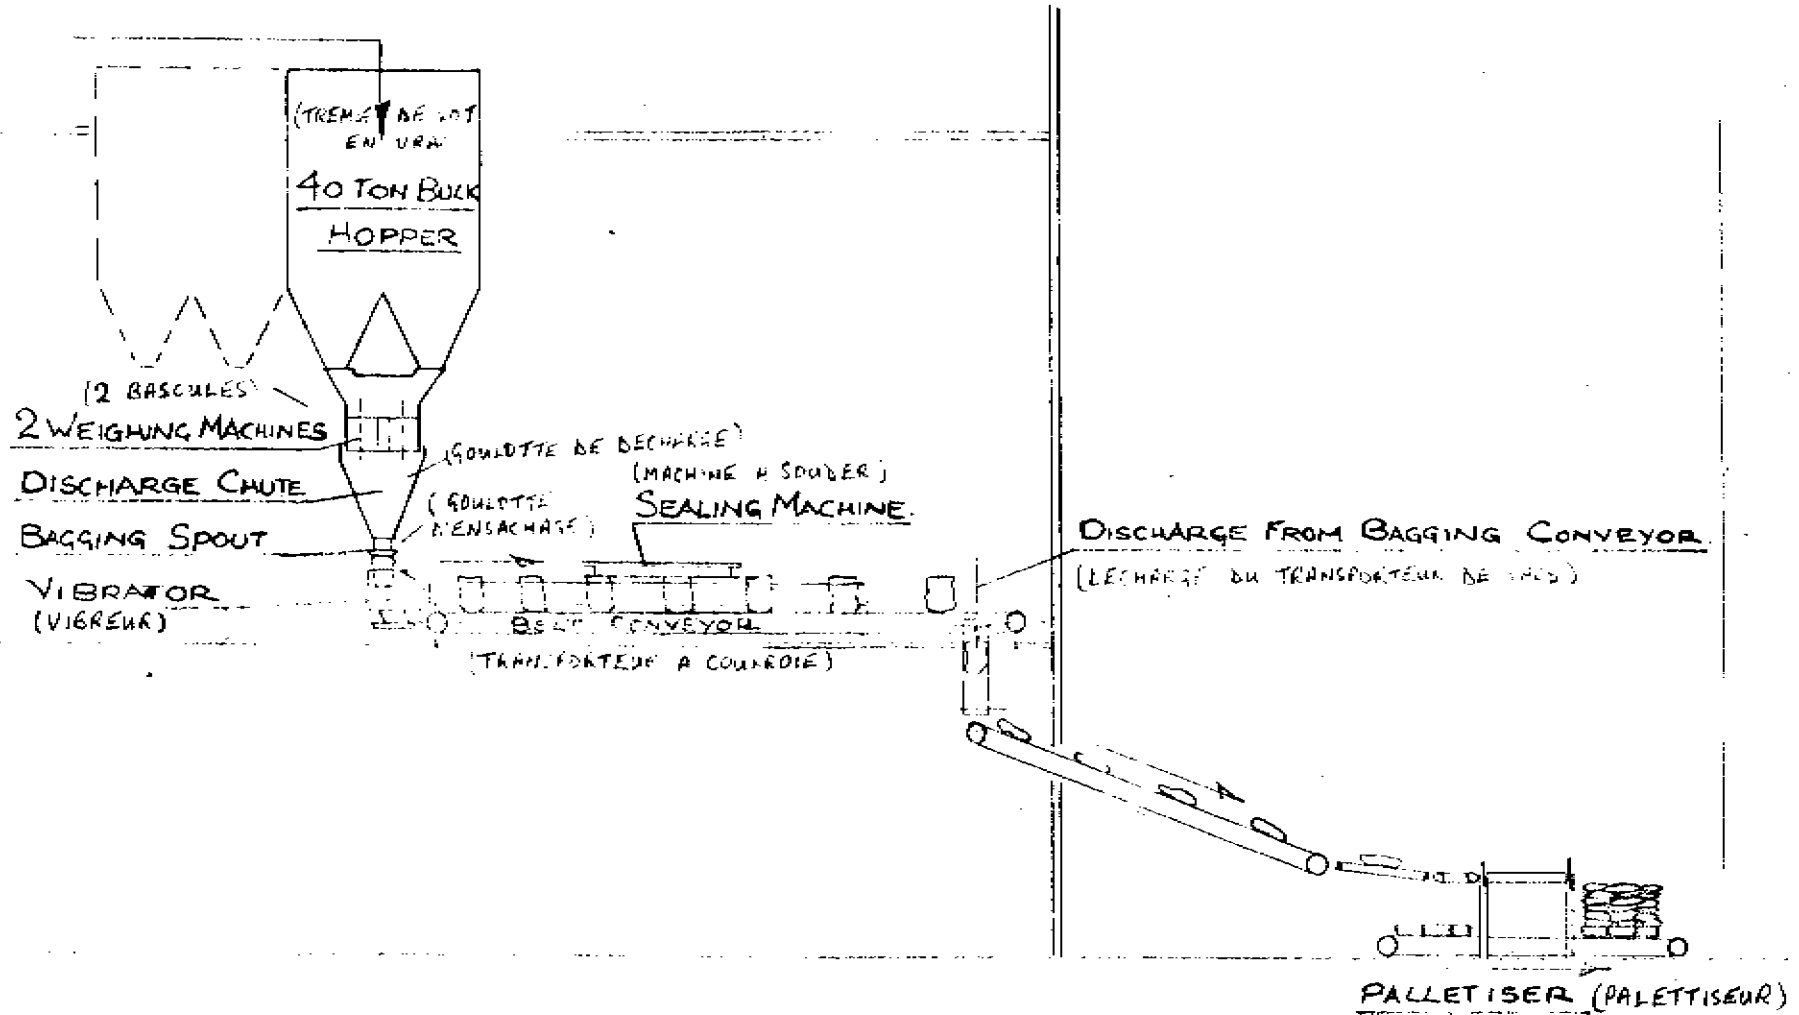 (TREMIE DE
EN
40 TON BULK
HOPPER
(2 BASCULES)
2 WEIGHING MACHINES
(GOULOTTE DE DECHARGE)
(MACHINE A SOUDER)
DISCHARGE CHUTE
SEALING MACHINE.
(GOULOTTE
D'ENSACHAGE)
BAGGING SPOUT
DISCHARGE FROM BAGGING CONVEYOR
(DECHARGE DU TRANSPORTEUR DE SACS)
VIBRATOR
(VIBREUR)
BELT CONVEYOR
(TRANSPORTEUR A COURROIE)
PALLETISER (PALETTISEUR)